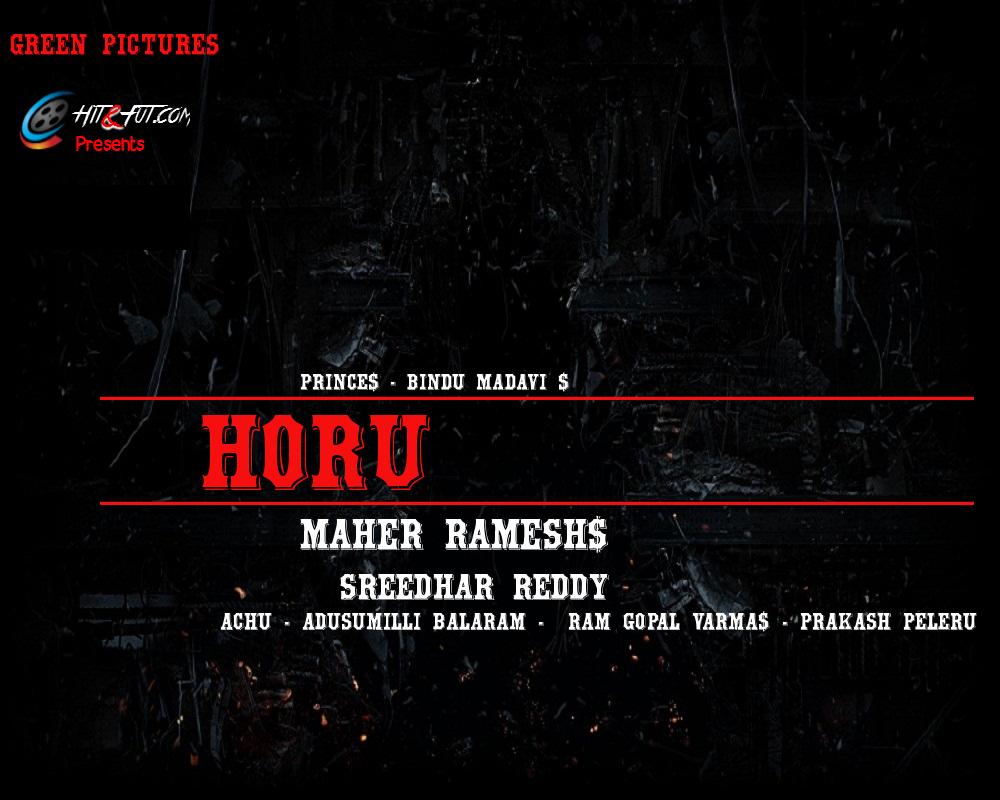 GREEN PICTURES
HIT&FUT.COM
Presents
PRINCE$ - BINDU MADAVI $
HORU
MAHER RAMESH$
SREEDHAR REDDY
ACHU - ADUSUMILLI BALARAM - RAM GOPAL VARMA$ - PRAKASH PELERU